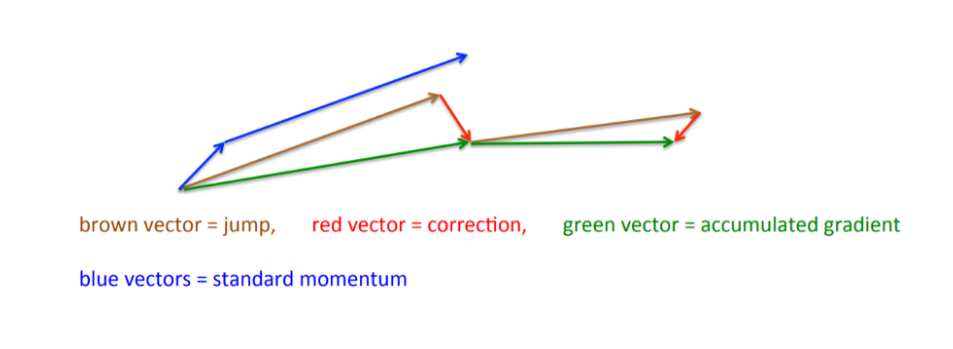 brown vector = jump, red vector = correction, green vector = accumulated gradient
blue vectors = standard momentum